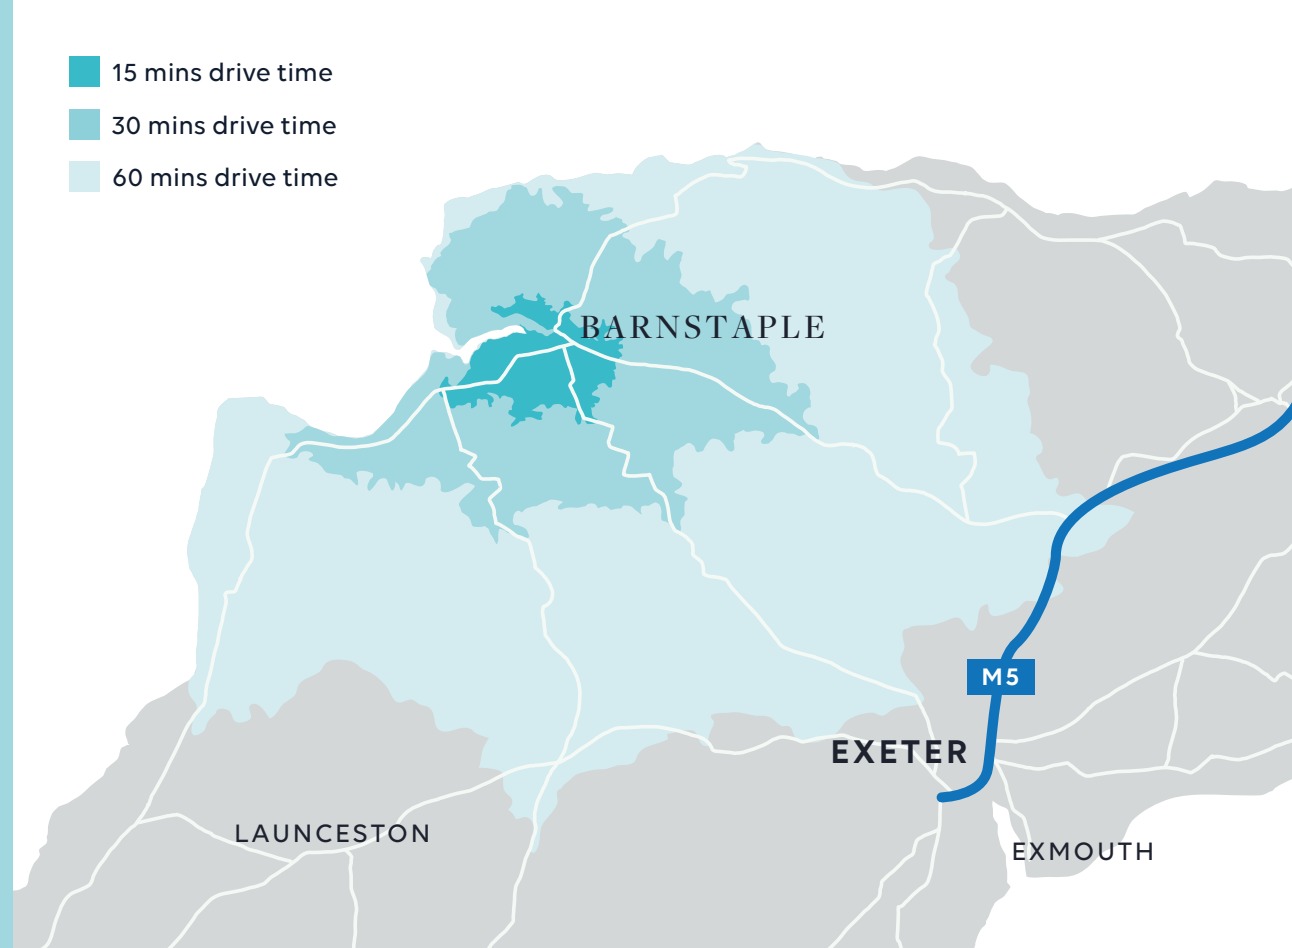 15 mins drive time
30 mins drive time
60 mins drive time
BARNSTAPLE
M5
EXETER
LAUNCESTON
EXMOUTH